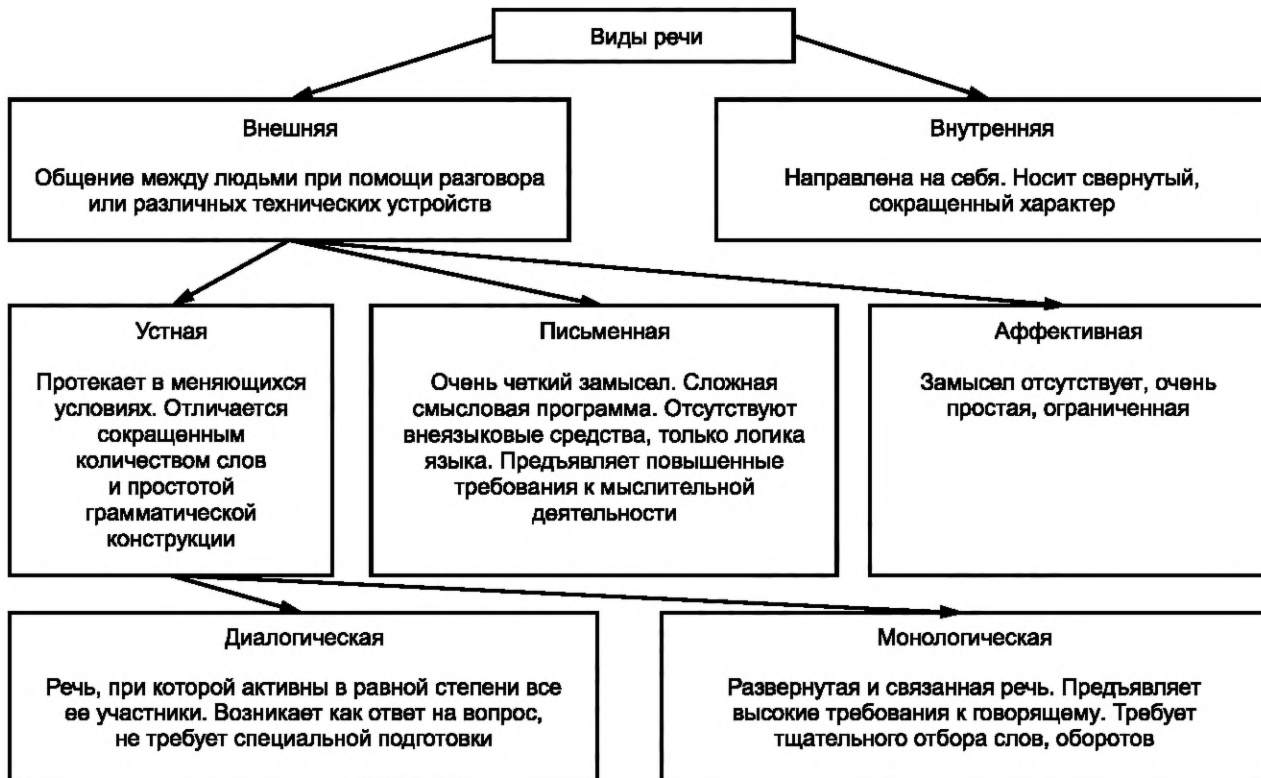 Виды речи
Внешняя
Общение между людьми при помощи разговора
или различных технических устройств
Внутренняя
Направлена на себя. Носит свернутый,
сокращенный характер
Устная
Протекает в меняющихся
условиях. Отличается
сокращенным
количеством слов
и простотой
грамматической
конструкции
Письменная
Очень четкий замысел. Сложная
смысловая программа. Отсутствуют
внеязыковые средства, только логика
языка. Предъявляет повышенные
требования к мыслительной
деятельности
Аффективная
Замысел отсутствует, очень
простая, ограниченная
Диалогическая
Речь, при которой активны в равной степени все
ее участники. Возникает как ответ на вопрос,
не требует специальной подготовки
Монологическая
Развернутая и связанная речь. Предъявляет
высокие требования к говорящему. Требует
тщательного отбора слов, оборотов